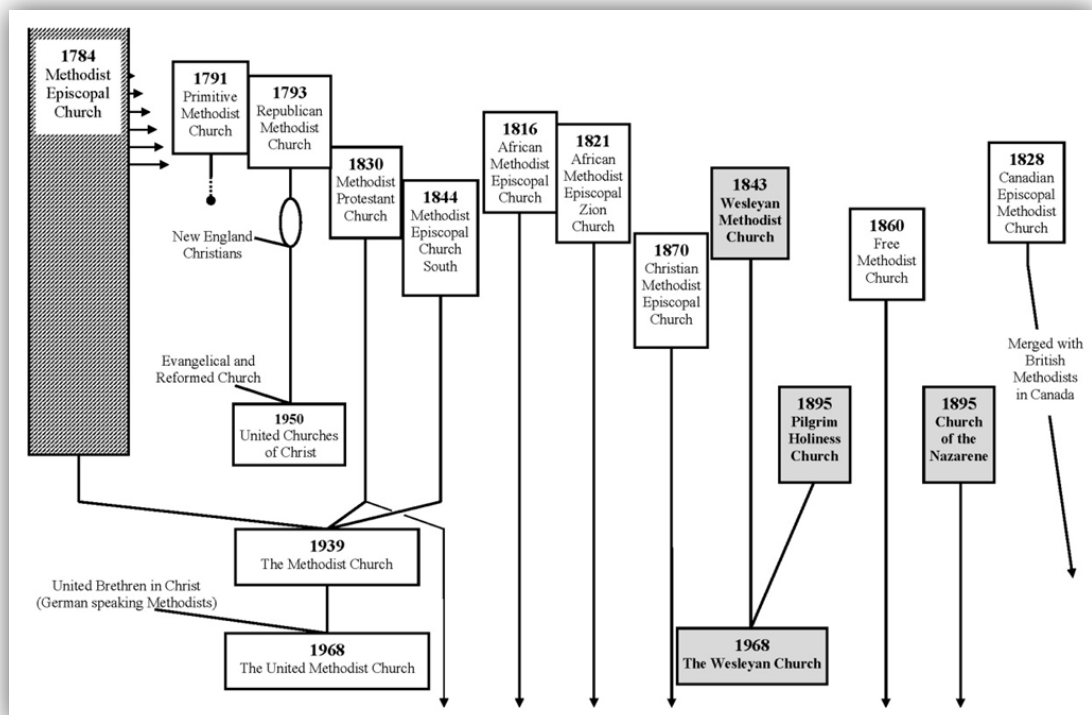 1784
Methodist
Episcopal
Church
1791
Primitive
Methodist
Church
1793
Republican
Methodist
Church
1830
Methodist
Protestant
Church
1844
Methodist
Episcopal
Church
South
1816
African
Methodist
Episcopal
Church
1821
African
Methodist
Episcopal
Zion
Church
1870
Christian
Methodist
Episcopal
Church
1843
Wesleyan
Methodist
Church
1860
Free
Methodist
Church
1828
Canadian
Episcopal
Methodist
Church
New England
Christians
Merged with
British
Methodists
in Canada
Evangelical and
Reformed Church
1950
United Churches
of Christ
1895
Pilgrim
Holiness
Church
1895
Church
of the
Nazarene
1939
The Methodist Church
United Brethren in Christ
(German speaking Methodists)
1968
The United Methodist Church
1968
The Wesleyan Church